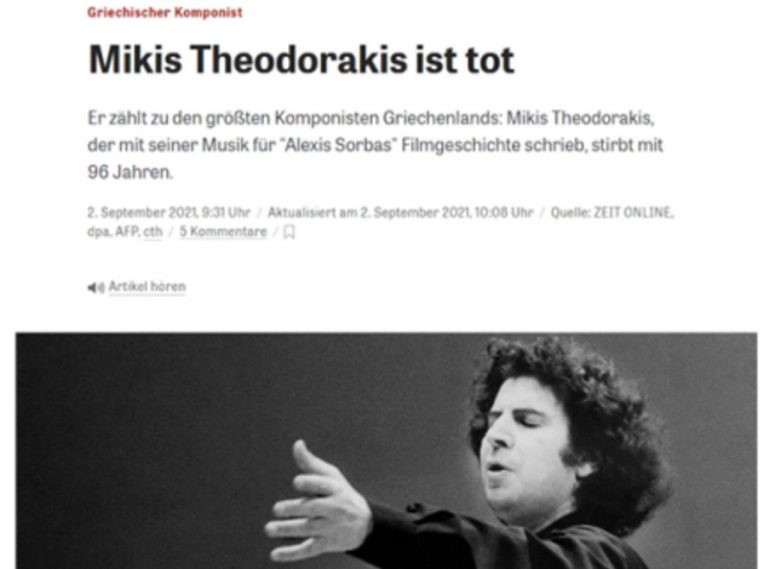 Griechischer Komponist
Mikis Theodorakis ist tot
Er zählt zu den größten Komponisten Griechenlands: Mikis Theodorakis,
der mit seiner Musik für "Alexis Sorbas" Filmgeschichte schrieb, stirbt mit
96 Jahren.
2. September 2021, 9:31 Uhr / Aktualisiert am 2. September 2021, 10:08 Uhr / Quelle: ZEIT ONLINE,
dpa, AFP, cth / 5 Kommentare /
Artikel hören